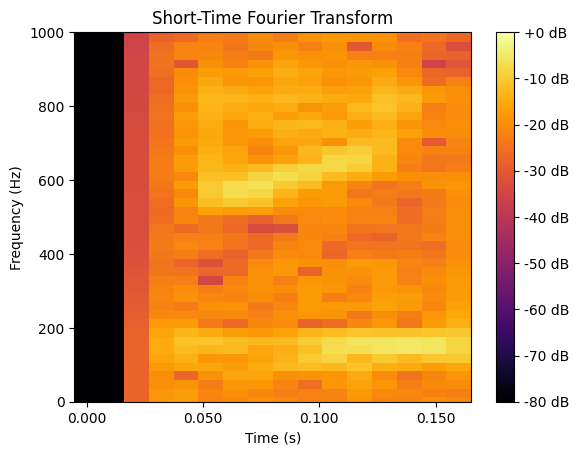 Short-Time Fourier Transform
1000
800
600
400
200
0
Frequency (Hz)
0.000
0.050
0.100
0.150
Time (s)
+0 dB
-10 dB
-20 dB
-30 dB
-40 dB
-50 dB
-60 dB
-70 dB
-80 dB